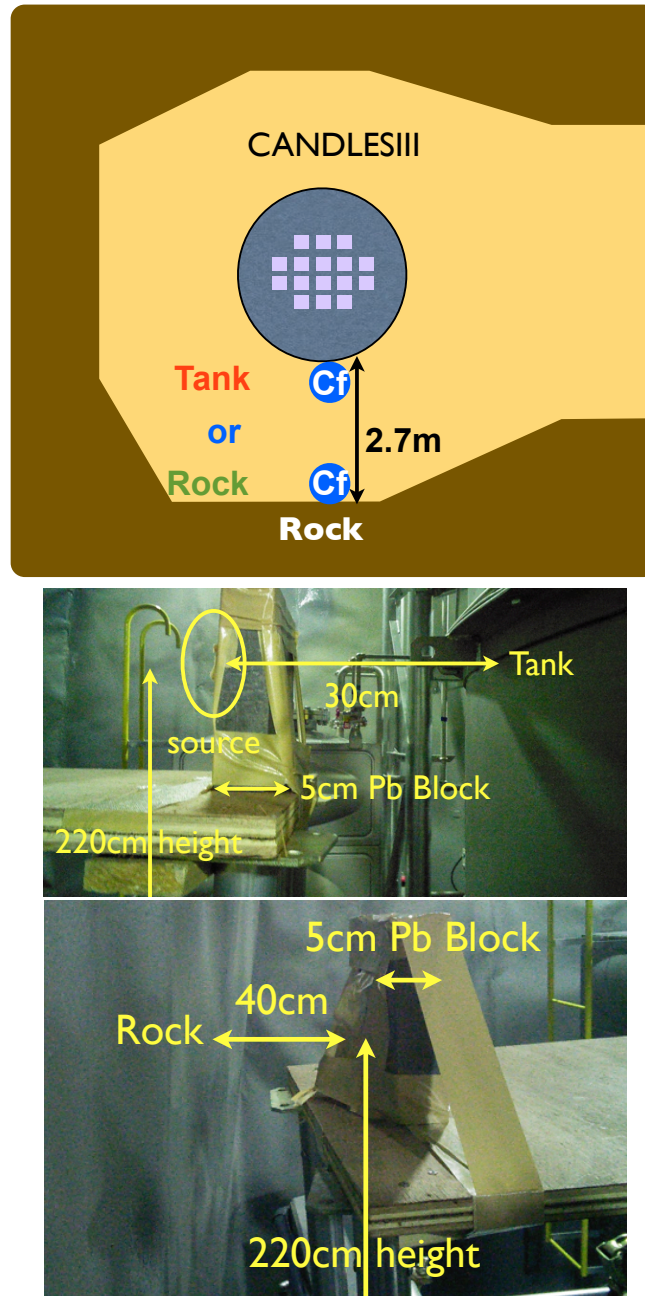 CANDLESIII
Tank
Cf
or
2.7m
Rock
Cf
Rock
Tank
30cm
source
5cm Pb Block
220cm height
5cm Pb Block
40cm
Rock
220cm height